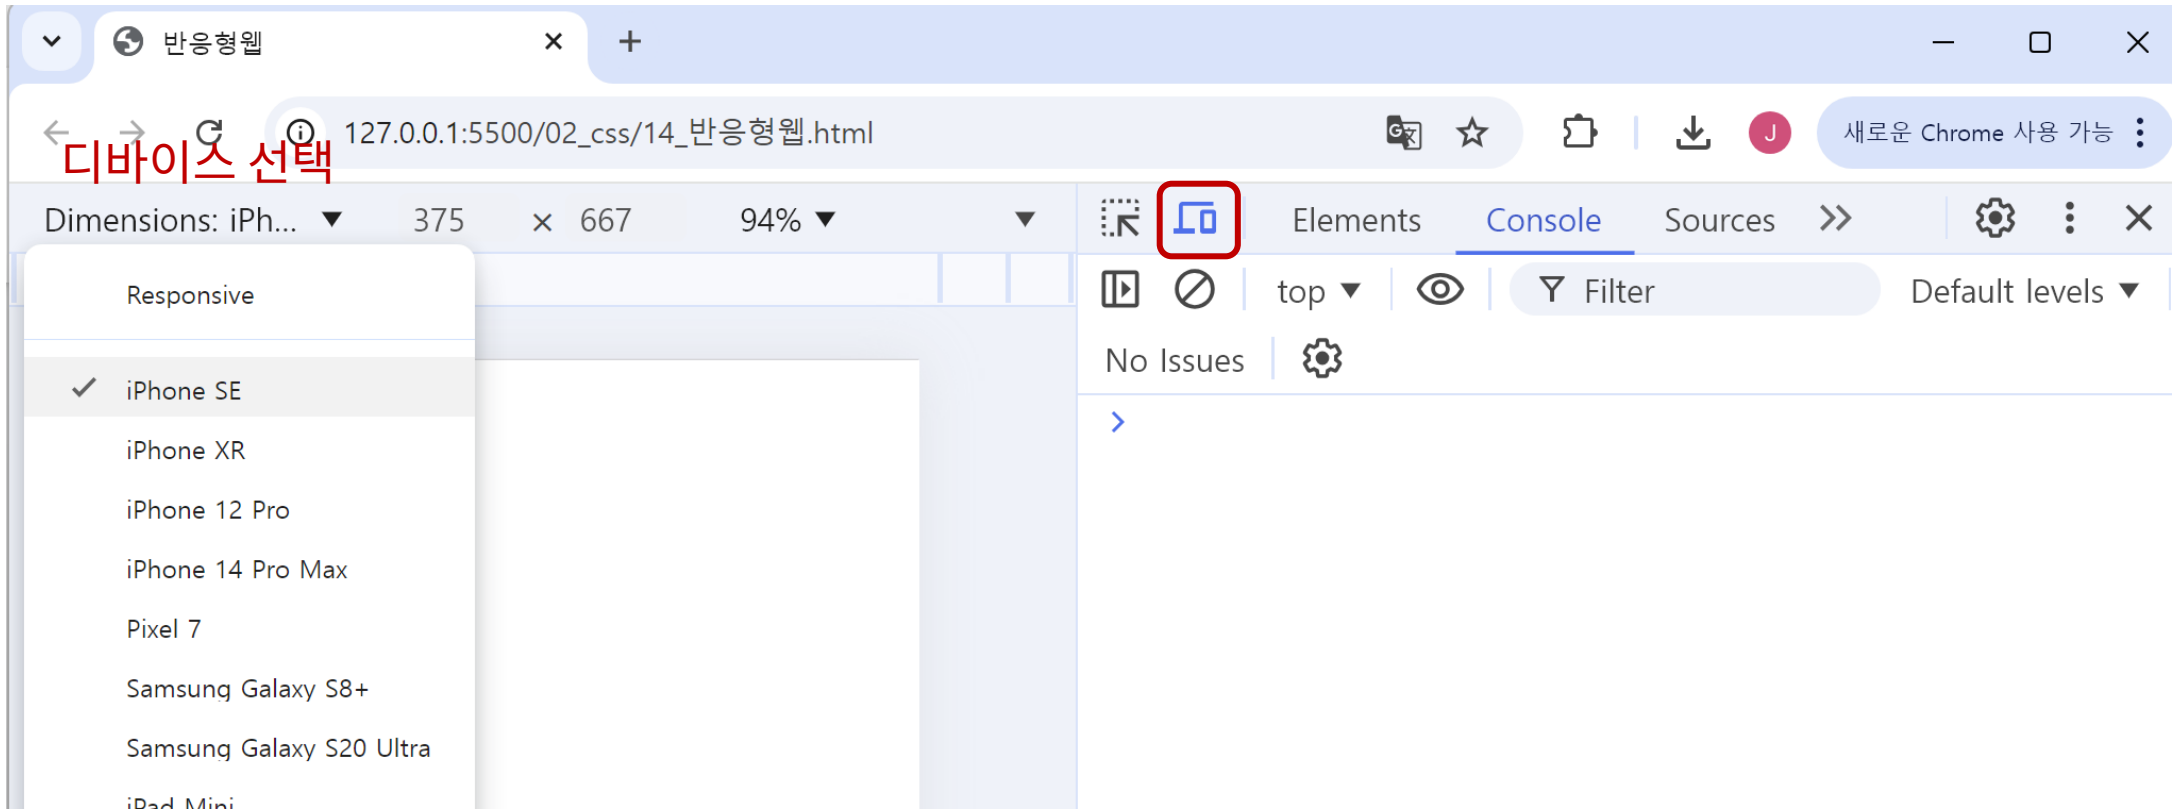 반응형웹
127.0.0.1:5500/02_css/14_반응형웹.html
J
새로운 Chrome 사용 가능
디바이스 선택
Dimensions: iPh... 375 × 667 94%
Elements Console Sources
top Filter Default levels
No Issues
Responsive
iPhone SE
iPhone XR
iPhone 12 Pro
iPhone 14 Pro Max
Pixel 7
Samsung Galaxy S8+
Samsung Galaxy S20 Ultra
iPad Mini